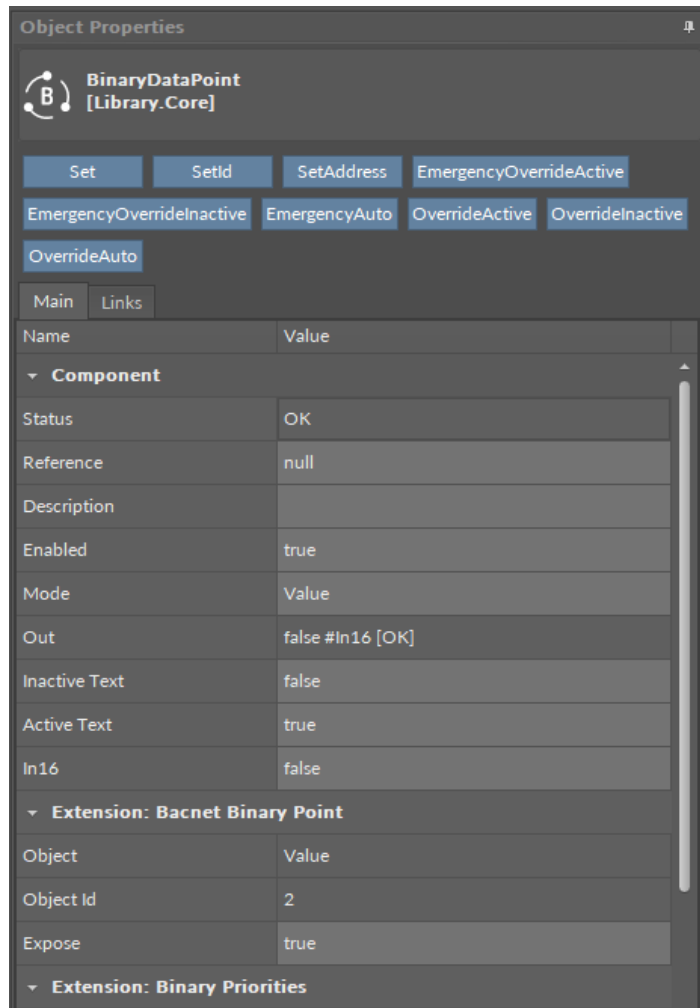 Object Properties
B
BinaryDataPoint
[Library.Core]
Set SetId SetAddress EmergencyOverrideActive
EmergencyOverrideInactive EmergencyAuto OverrideActive OverrideInactive
OverrideAuto
Main Links
Name Value
Component
Status OK
Reference null
Description
Enabled true
Mode Value
Out false #In16 [OK]
Inactive Text false
Active Text true
In16 false
Extension: Bacnet Binary Point
Object Value
Object Id 2
Expose true
Extension: Binary Priorities